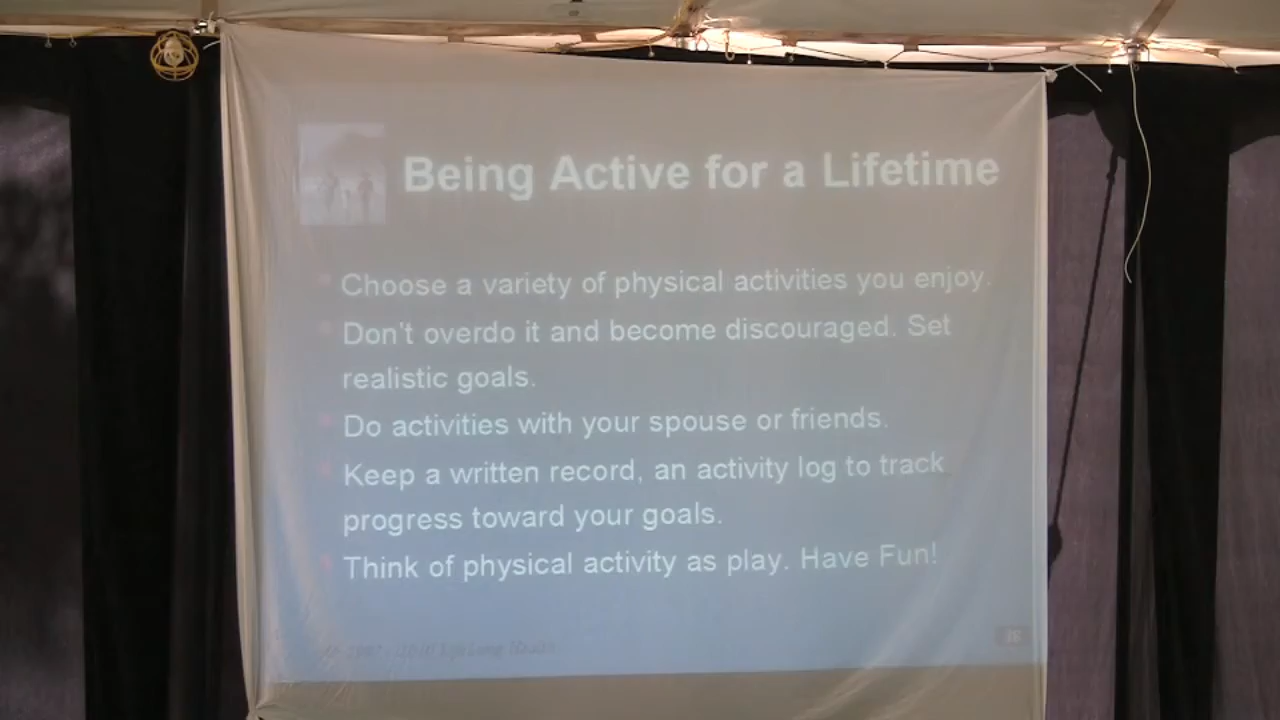 Being Active for a Lifetime
Choose a variety of physical activities you enjoy.
Don't overdo it and become discouraged. Set
realistic goals.
Do activities with your spouse or friends.
Keep a written record, an activity log to track
progress toward your goals.
Think of physical activity as play. Have Fun!
36